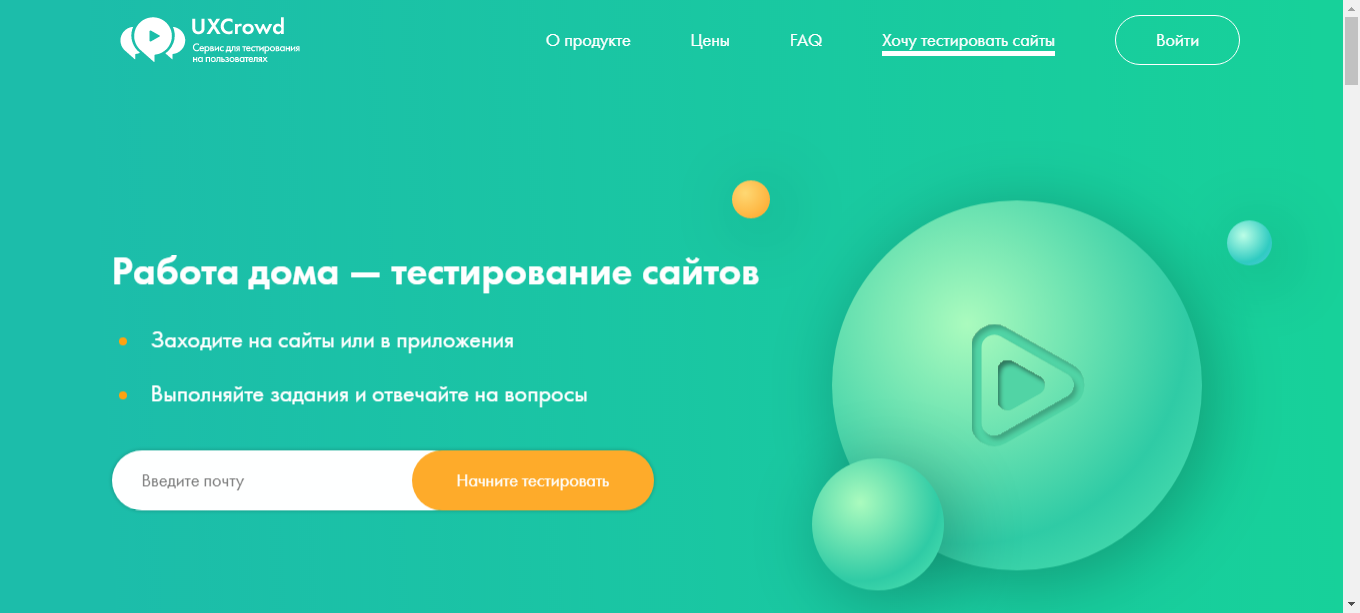 UXCrowd
Сервис для тестирования
на пользователях
О продукте
Цены
FAQ
Хочу тестировать сайты
Войти
Работа дома — тестирование сайтов
Заходите на сайты или в приложения
Выполняйте задания и отвечайте на вопросы
Введите почту
Начните тестировать